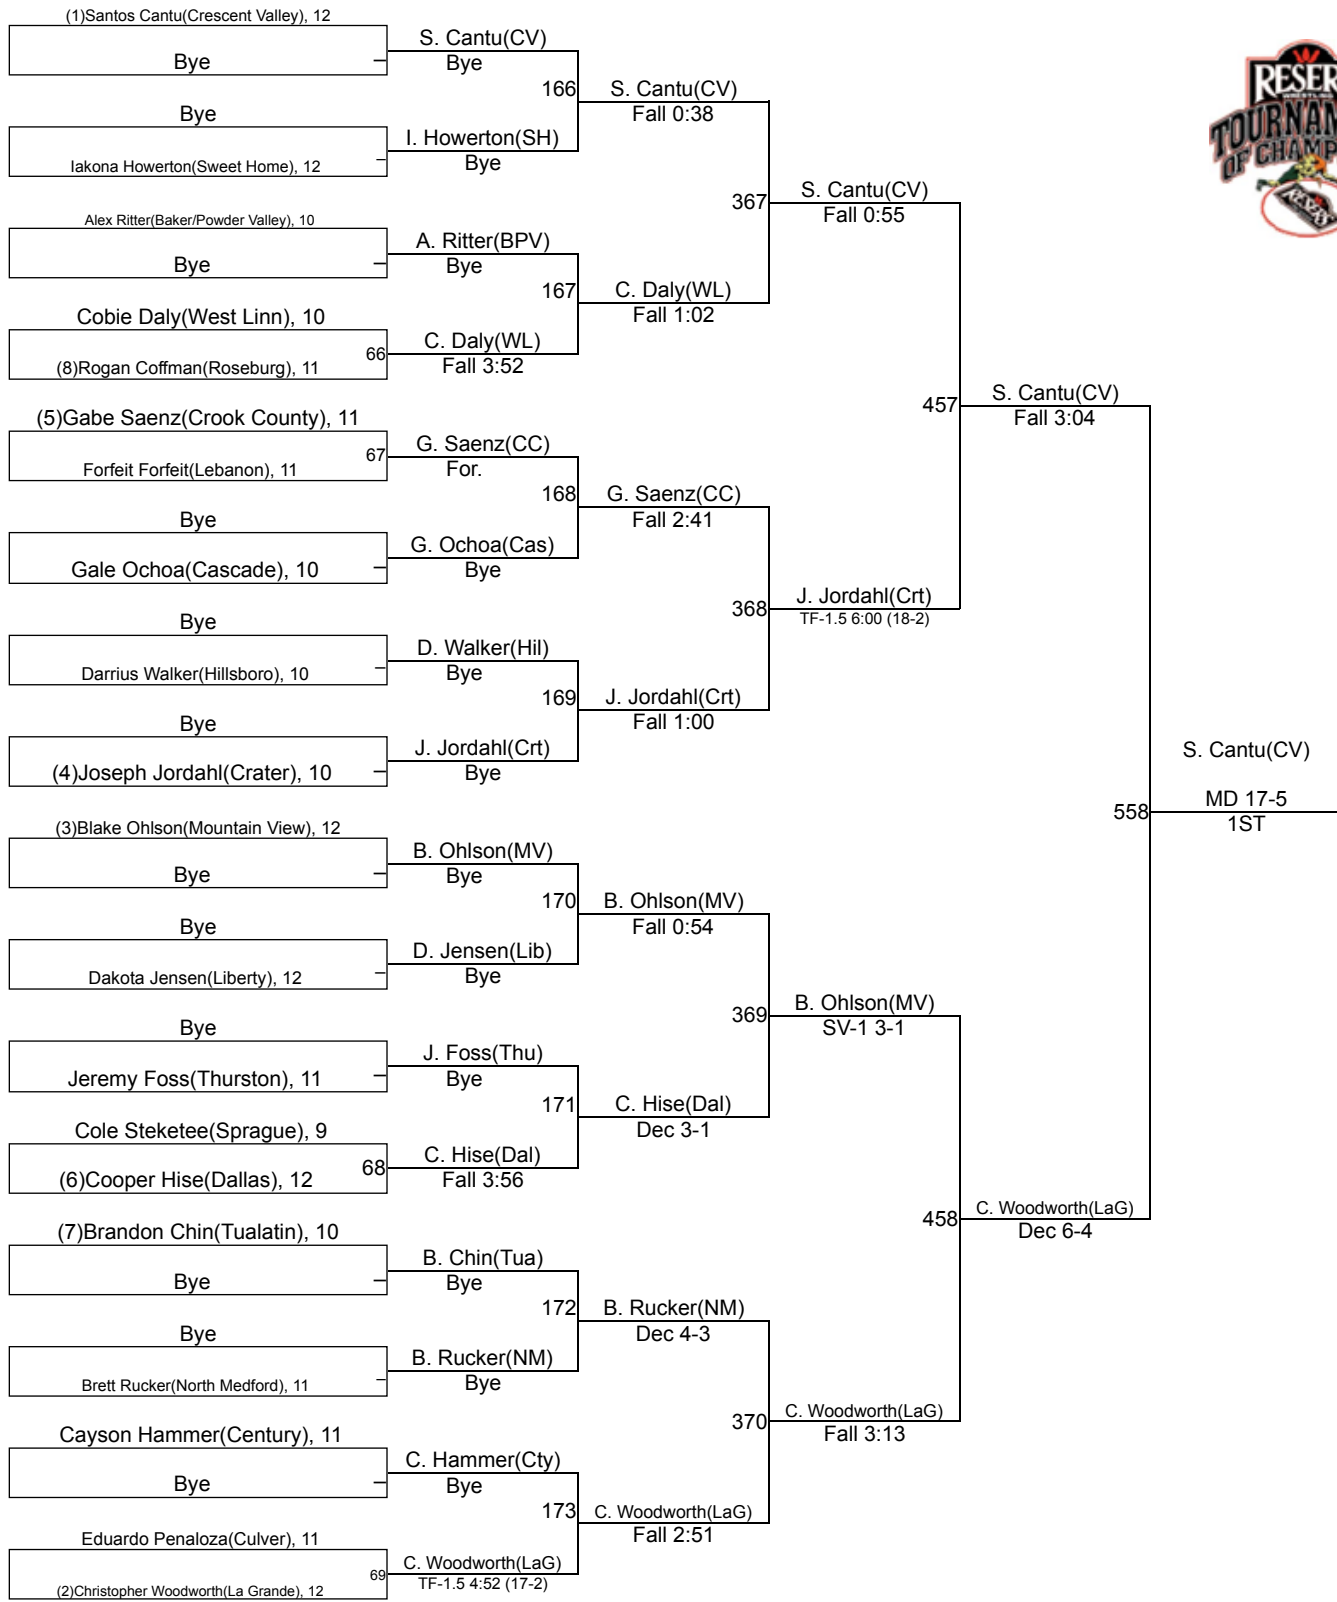 (1)Santos Cantu(Crescent Valley), 12
Bye
–
S. Cantu(CV)
Bye
166
Bye
Iakona Howerton(Sweet Home), 12
–
I. Howerton(SH)
Bye
S. Cantu(CV)
Fall 0:38
367
Alex Ritter(Baker/Powder Valley), 10
Bye
–
A. Ritter(BPV)
Bye
167
Cobie Daly(West Linn), 10
(8)Rogan Coffman(Roseburg), 11
66
C. Daly(WL)
Fall 3:52
C. Daly(WL)
Fall 1:02
S. Cantu(CV)
Fall 0:55
457
(5)Gabe Saenz(Crook County), 11
Forfeit Forfeit(Lebanon), 11
67
G. Saenz(CC)
For.
168
Bye
Gale Ochoa(Cascade), 10
–
G. Ochoa(Cas)
Bye
G. Saenz(CC)
Fall 2:41
368
Bye
Darrius Walker(Hillsboro), 10
–
D. Walker(Hil)
Bye
169
Bye
(4)Joseph Jordahl(Crater), 10
–
J. Jordahl(Crt)
Bye
J. Jordahl(Crt)
Fall 1:00
J. Jordahl(Crt)
TF-1.5 6:00 (18-2)
S. Cantu(CV)
Fall 3:04
558
(3)Blake Ohlson(Mountain View), 12
Bye
–
B. Ohlson(MV)
Bye
170
Bye
Dakota Jensen(Liberty), 12
–
D. Jensen(Lib)
Bye
B. Ohlson(MV)
Fall 0:54
369
Bye
Jeremy Foss(Thurston), 11
–
J. Foss(Thu)
Bye
171
Cole Steketee(Sprague), 9
(6)Cooper Hise(Dallas), 12
68
C. Hise(Dal)
Fall 3:56
C. Hise(Dal)
Dec 3-1
B. Ohlson(MV)
SV-1 3-1
458
(7)Brandon Chin(Tualatin), 10
Bye
–
B. Chin(Tua)
Bye
172
Bye
Brett Rucker(North Medford), 11
–
B. Rucker(NM)
Bye
B. Rucker(NM)
Dec 4-3
370
Cayson Hammer(Century), 11
Bye
–
C. Hammer(Cty)
Bye
173
Eduardo Penaloza(Culver), 11
(2)Christopher Woodworth(La Grande), 12
69
C. Woodworth(LaG)
TF-1.5 4:52 (17-2)
C. Woodworth(LaG)
Fall 2:51
C. Woodworth(LaG)
Fall 3:13
C. Woodworth(LaG)
Dec 6-4
S. Cantu(CV)
MD 17-5
1ST
RESER
TOURNAM
OF CHAMP